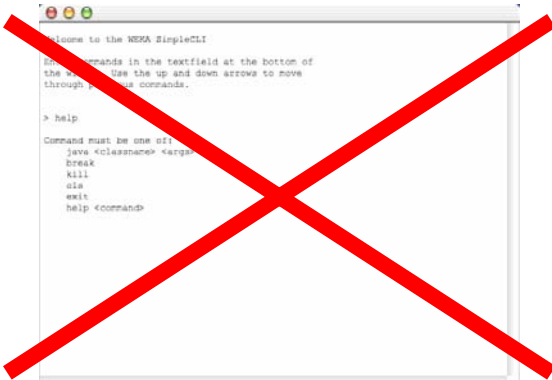 elcome to the WEKA SimpleCLI
commands in the textfield at the bottom of
the Use the up and down arrows to move
through commands.
> help
Command must be one of:
java <classname> <args>
break
kill
cls
exit
help <command>